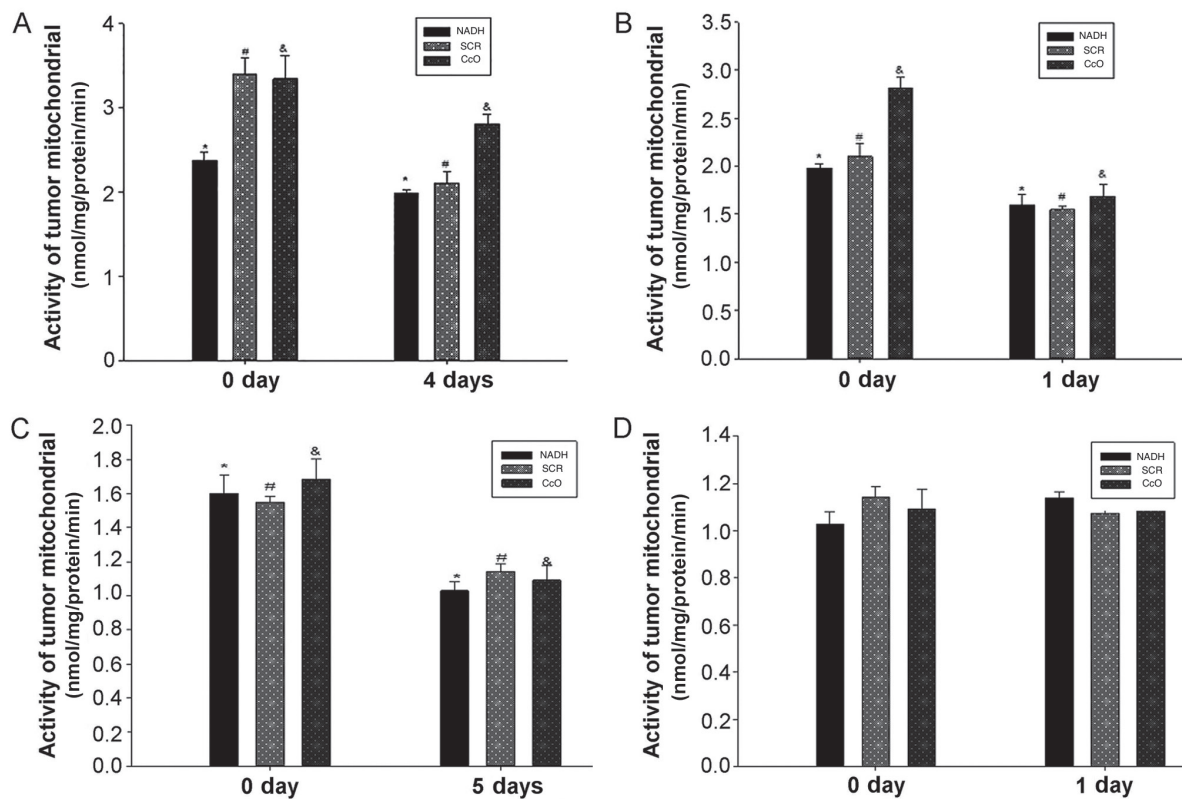 A
Activity of tumor mitochondrial
(nmol/mg/protein/min)
4
3
2
1
0
NADH
SCR
CcO
*
#
&
*
#
&
0 day
4 days
B
Activity of tumor mitochondrial
(nmol/mg/protein/min)
3.5
3.0
2.5
2.0
1.5
1.0
0.5
0.0
NADH
SCR
CcO
*
#
&
*
#
&
0 day
1 day
C
Activity of tumor mitochondrial
(nmol/mg/protein/min)
2.0
1.8
1.6
1.4
1.2
1.0
0.8
0.6
0.4
0.2
0.0
NADH
SCR
CcO
*
#
&
*
#
&
0 day
5 days
D
Activity of tumor mitochondrial
(nmol/mg/protein/min)
1.4
1.2
1.0
0.8
0.6
0.4
0.2
0.0
NADH
SCR
CcO
0 day
1 day